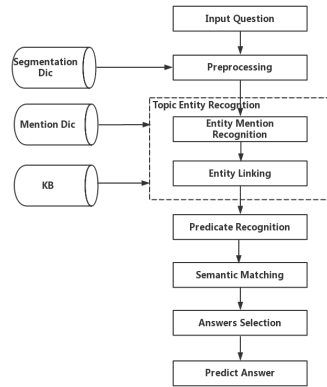 Input Question
Segmentation
Dic
Preprocessing
Topic Entity Recogntion
Mention Dic
Entity Mention
Recognition
KB
Entity Linking
Predicate Recognition
Semantic Matching
Answers Selection
Predict Answer